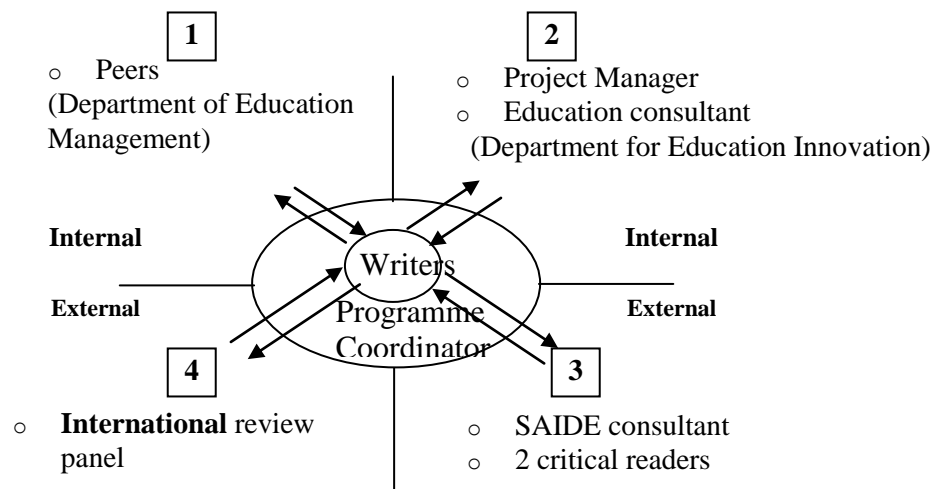 1
○ Peers
(Department of Education
Management)
2
○ Project Manager
○ Education consultant
(Department for Education Innovation)
Internal
Internal
Writers
External
External
Programme
Coordinator
4
○ International review
panel
3
○ SAIDE consultant
○ 2 critical readers